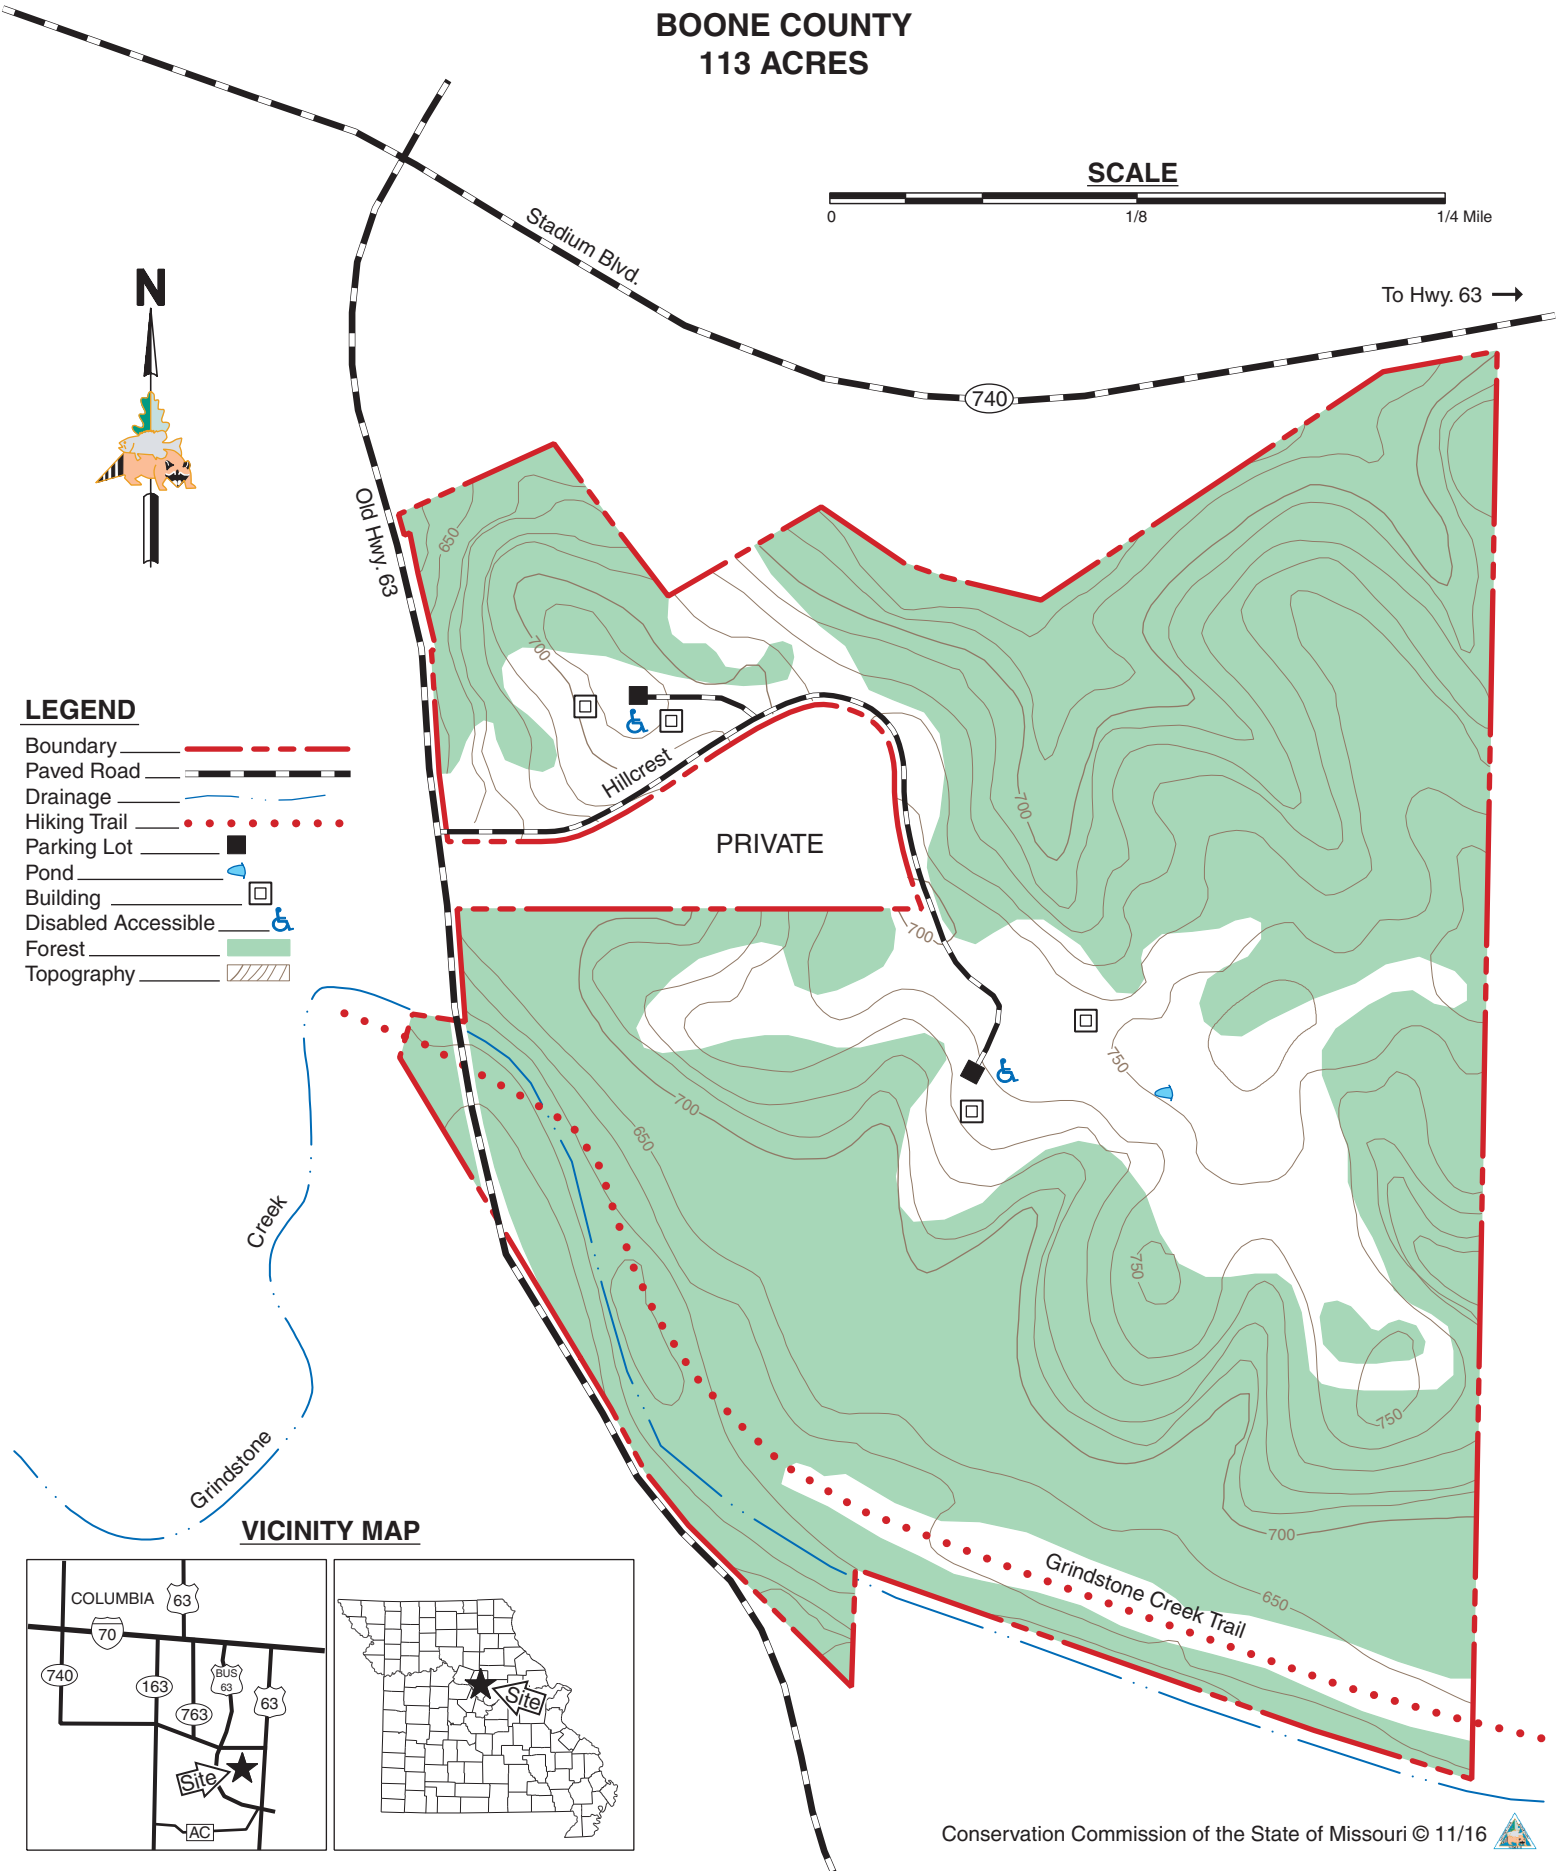 BOONE COUNTY
113 ACRES
SCALE
0 1/8 1/4 Mile
Stadium Blvd.
To Hwy. 63
N
740
Old Hwy. 63
650
700
LEGEND
Boundary
Paved Road
Drainage
Hiking Trail
Parking Lot
Pond
Building
Disabled Accessible
Forest
Topography
Hillcrest
PRIVATE
700
700
750
700
650
Creek
750
750
Grindstone
700
Grindstone Creek Trail
650
VICINITY MAP
COLUMBIA
63
70
740
163
BUS
63
763
63
Site
AC
Site
Conservation Commission of the State of Missouri © 11/16